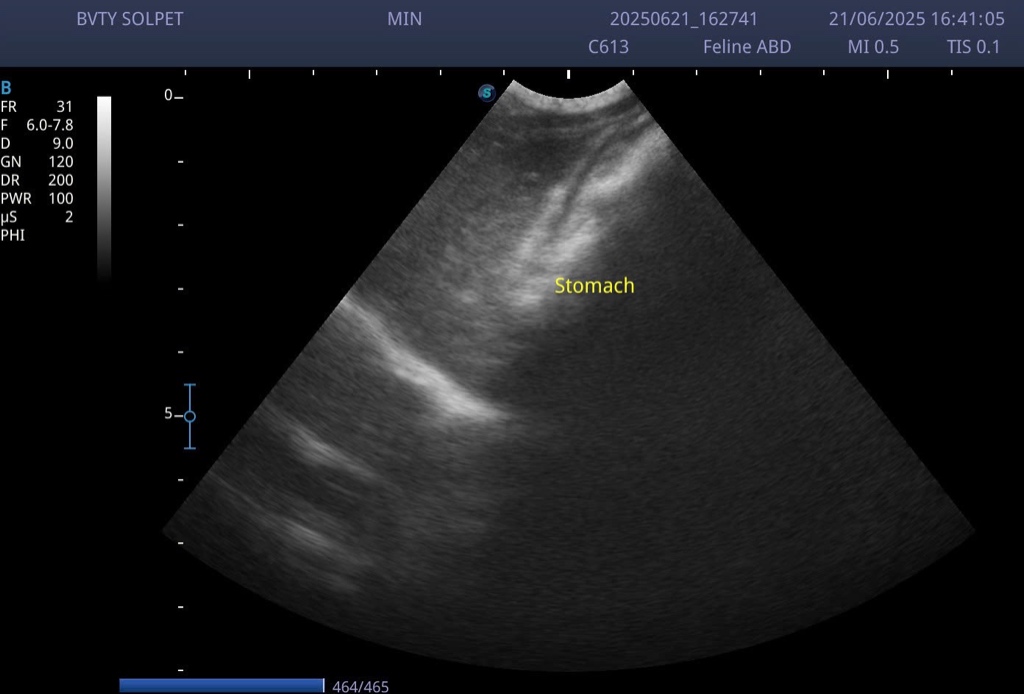 BVTY SOLPET MIN 20250621_162741 21/06/2025 16:41:05
C613 Feline ABD MI 0.5 TIS 0.1
B
FR 31
F 6.0-7.8
D 9.0
GN 120
DR 200
PWR 100
µS 2
PHI
0
S
Stomach
5
464/465